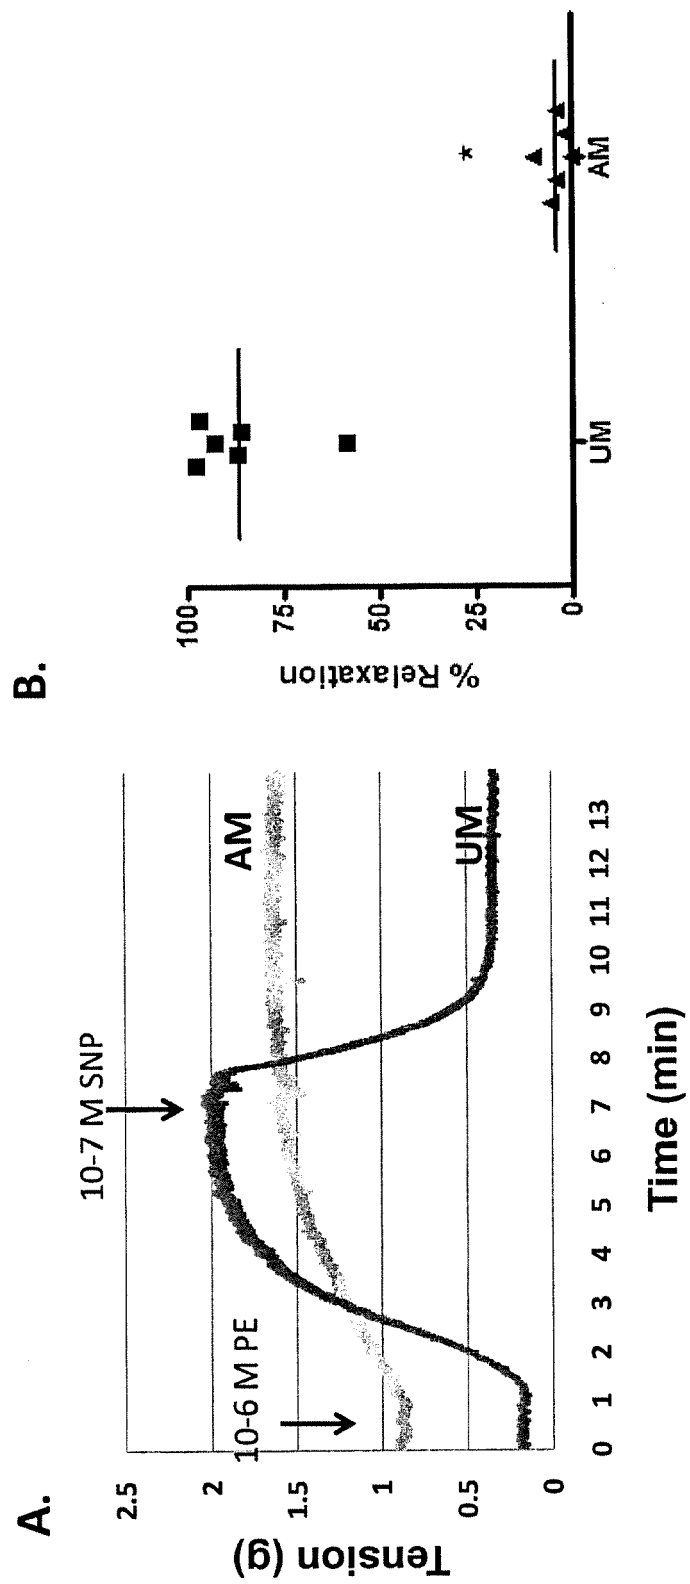 A.
Tension (g)
2.5
2
1.5
1
0.5
0
10-6 M PE
10-7 M SNP
AM
UM
0 1 2 3 4 5 6 7 8 9 10 11 12 13
Time (min)
B.
% Relaxation
100
75
50
25
0
*
UM AM